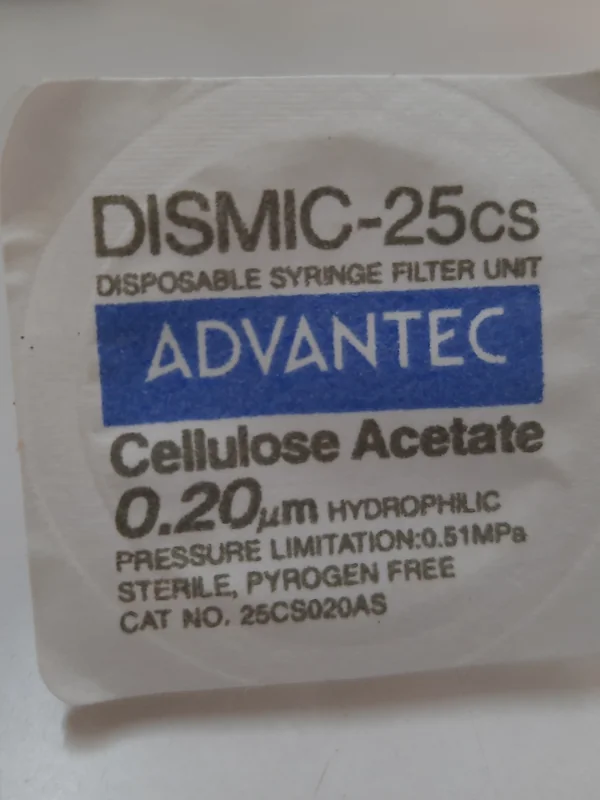 DISMIC-25cs
DISPOSABLE SYRINGE FILTER UNIT
ADVANTEC
Cellulose Acetate
0.20µm HYDROPHILIC
PRESSURE LIMITATION:0.51MPa
STERILE, PYROGEN FREE
CAT NO. 25CS020AS